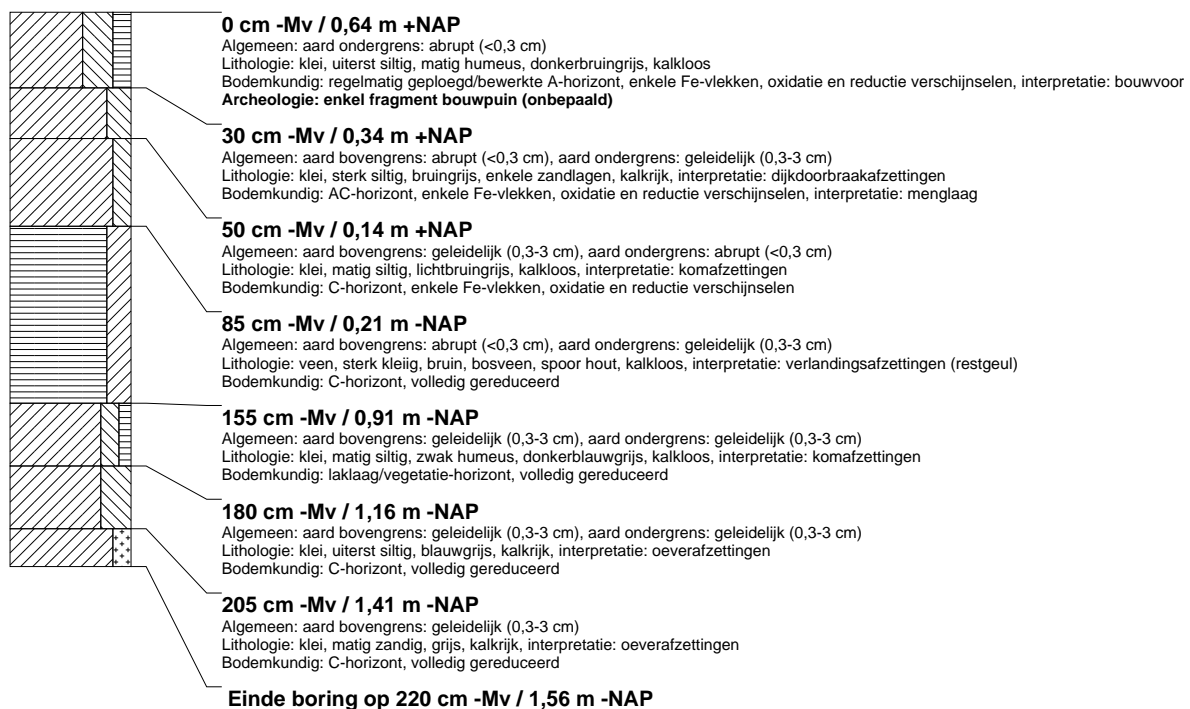 0 cm -Mv / 0,64 m +NAP
Algemeen: aard ondergrens: abrupt (<0,3 cm)
Lithologie: klei, uiterst siltig, matig humeus, donkerbruingrijs, kalkloos
Bodemkundig: regelmatig geploegd/bewerkte A-horizont, enkele Fe-vlekken, oxidatie en reductie verschijnselen, interpretatie: bouwvoor
Archeologie: enkel fragment bouwpuin (onbepaald)
30 cm -Mv / 0,34 m +NAP
Algemeen: aard bovengrens: abrupt (<0,3 cm), aard ondergrens: geleidelijk (0,3-3 cm)
Lithologie: klei, sterk siltig, bruingrijs, enkele zandlagen, kalkrijk, interpretatie: dijkdoorbraakafzettingen
Bodemkundig: AC-horizont, enkele Fe-vlekken, oxidatie en reductie verschijnselen, interpretatie: menglaag
50 cm -Mv / 0,14 m +NAP
Algemeen: aard bovengrens: geleidelijk (0,3-3 cm), aard ondergrens: abrupt (<0,3 cm)
Lithologie: klei, matig siltig, lichtbruingrijs, kalkloos, interpretatie: komafzettingen
Bodemkundig: C-horizont, enkele Fe-vlekken, oxidatie en reductie verschijnselen
85 cm -Mv / 0,21 m -NAP
Algemeen: aard bovengrens: abrupt (<0,3 cm), aard ondergrens: geleidelijk (0,3-3 cm)
Lithologie: veen, sterk kleiig, bruin, bosveen, spoor hout, kalkloos, interpretatie: verlandingsafzettingen (restgeul)
Bodemkundig: C-horizont, volledig gereduceerd
155 cm -Mv / 0,91 m -NAP
Algemeen: aard bovengrens: geleidelijk (0,3-3 cm), aard ondergrens: geleidelijk (0,3-3 cm)
Lithologie: klei, matig siltig, zwak humeus, donkerblauwgrijs, kalkloos, interpretatie: komafzettingen
Bodemkundig: laklaag/vegetatie-horizont, volledig gereduceerd
180 cm -Mv / 1,16 m -NAP
Algemeen: aard bovengrens: geleidelijk (0,3-3 cm), aard ondergrens: geleidelijk (0,3-3 cm)
Lithologie: klei, uiterst siltig, blauwgrijs, kalkrijk, interpretatie: oeverafzettingen
Bodemkundig: C-horizont, volledig gereduceerd
205 cm -Mv / 1,41 m -NAP
Algemeen: aard bovengrens: geleidelijk (0,3-3 cm)
Lithologie: klei, matig zandig, grijs, kalkrijk, interpretatie: oeverafzettingen
Bodemkundig: C-horizont, volledig gereduceerd
Einde boring op 220 cm -Mv / 1,56 m -NAP